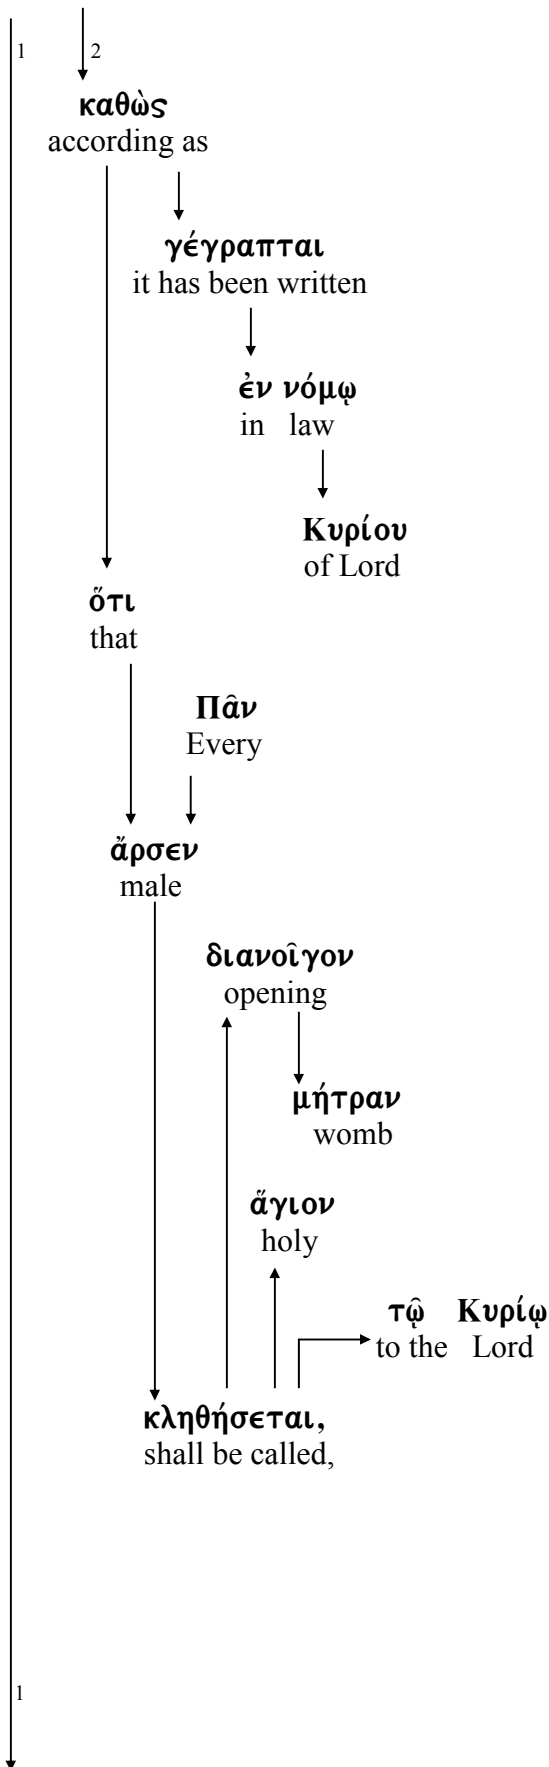 1 2
καθὼς
according as
γέγραπται
it has been written
ἐν νόμῳ
in law
Κυρίου
of Lord
ὅτι
that
Πᾶν
Every
ἄρσεν
male
διανοῖγον
opening
μήτραν
womb
ἅγιον
holy
τῷ Κυρίῳ
to the Lord
κληθήσεται,
shall be called,
1